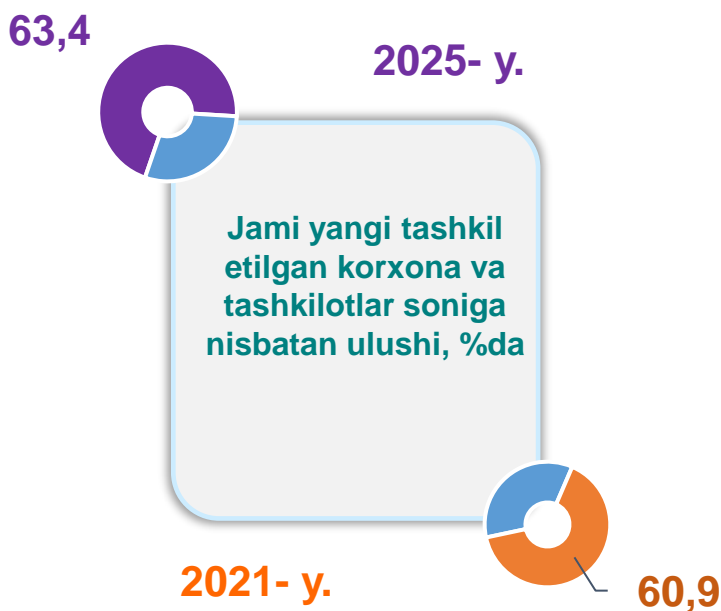 63,4
2025- y.
Jami yangi tashkil
etilgan korxona va
tashkilotlar soniga
nisbatan ulushi, %da
2021- y.
60,9